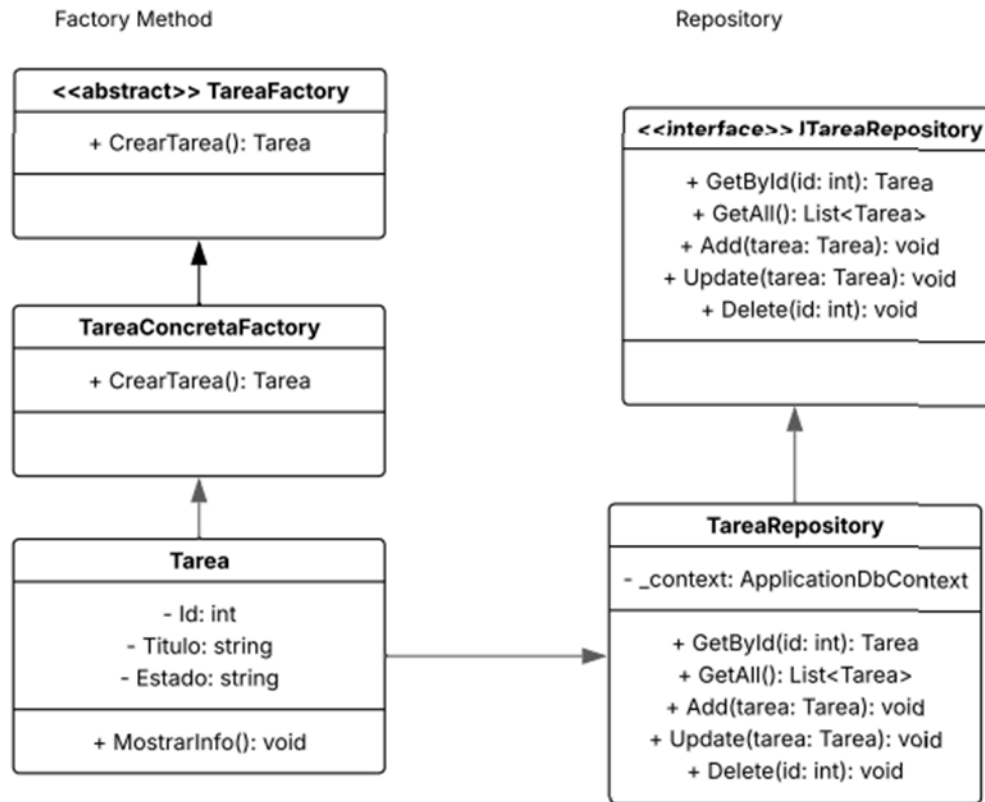 Factory Method
<<abstract>> TareaFactory
+ CrearTarea(): Tarea
TareaConcretaFactory
+ CrearTarea(): Tarea
Tarea
- Id: int
- Titulo: string
- Estado: string
+ MostrarInfo(): void
Repository
<<interface>> ITareaRepository
+ GetById(id: int): Tarea
+ GetAll(): List<Tarea>
+ Add(tarea: Tarea): void
+ Update(tarea: Tarea): void
+ Delete(id: int): void
TareaRepository
- _context: ApplicationDbContext
+ GetById(id: int): Tarea
+ GetAll(): List<Tarea>
+ Add(tarea: Tarea): void
+ Update(tarea: Tarea): void
+ Delete(id: int): void